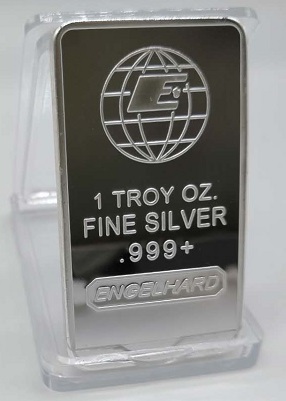 E
1 TROY OZ.
FINE SILVER
.999+
ENGELHARD